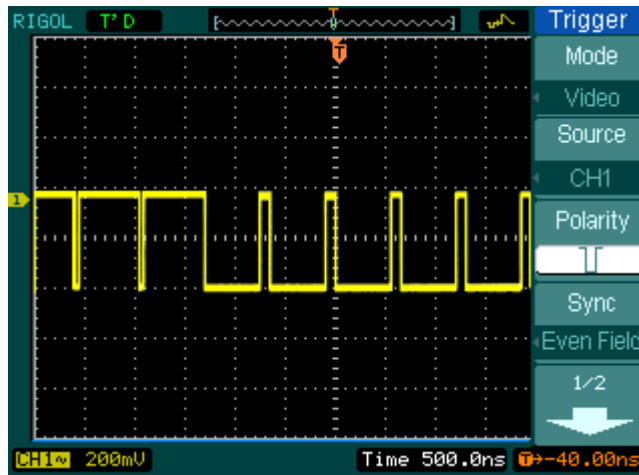 RIGOL T'D T Trigger
T
Mode
Video
Source
1
CH1
Polarity
Sync
Even Field
1/2
CH1~ 200mV Time 500.0ns T→-40.00ns